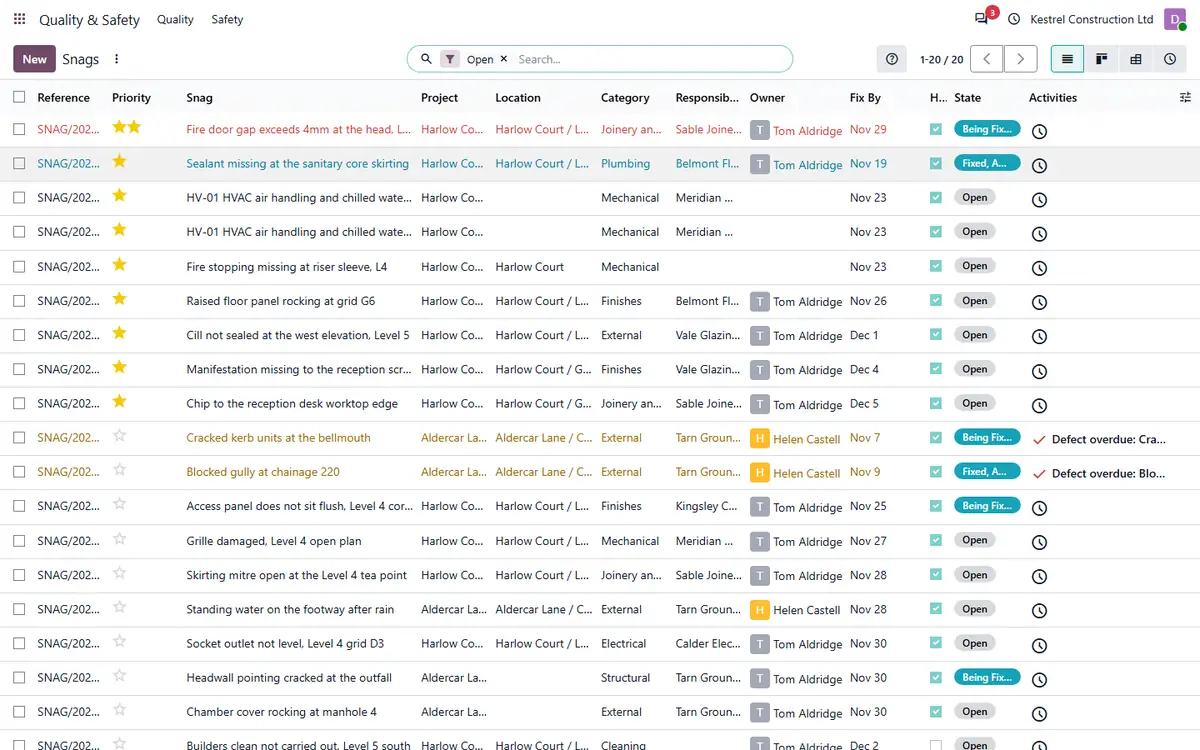 Quality & Safety Quality Safety 3 Kestrel Construction Ltd D
New Snags Open × Search... 1-20 / 20
Reference Priority Snag Project Location Category Responsib... Owner Fix By H... State Activities
SNAG/202... Fire door gap exceeds 4mm at the head, L... Harlow Co... Harlow Court / L... Joinery an... Sable Joine... T Tom Aldridge Nov 29 Being Fix...
SNAG/202... Sealant missing at the sanitary core skirting Harlow Co... Harlow Court / L... Plumbing Belmont Fl... T Tom Aldridge Nov 19 Fixed, A...
SNAG/202... HV-01 HVAC air handling and chilled wate... Harlow Co... Mechanical Meridian ... Nov 23 Open
SNAG/202... HV-01 HVAC air handling and chilled wate... Harlow Co... Mechanical Meridian ... Nov 23 Open
SNAG/202... Fire stopping missing at riser sleeve, L4 Harlow Co... Harlow Court Mechanical Nov 23 Open
SNAG/202... Raised floor panel rocking at grid G6 Harlow Co... Harlow Court / L... Finishes Belmont Fl... T Tom Aldridge Nov 26 Open
SNAG/202... Cill not sealed at the west elevation, Level 5 Harlow Co... Harlow Court / L... External Vale Glazin... T Tom Aldridge Dec 1 Open
SNAG/202... Manifestation missing to the reception scr... Harlow Co... Harlow Court / G... Finishes Vale Glazin... T Tom Aldridge Dec 4 Open
SNAG/202... Chip to the reception desk worktop edge Harlow Co... Harlow Court / G... Joinery an... Sable Joine... T Tom Aldridge Dec 5 Open
SNAG/202... Cracked kerb units at the bellmouth Aldercar La... Aldercar Lane / C... External Tarn Groun... H Helen Castell Nov 7 Being Fix... Defect overdue: Cra...
SNAG/202... Blocked gully at chainage 220 Aldercar La... Aldercar Lane / C... External Tarn Groun... H Helen Castell Nov 9 Fixed, A... Defect overdue: Blo...
SNAG/202... Access panel does not sit flush, Level 4 cor... Harlow Co... Harlow Court / L... Finishes Kingsley C... T Tom Aldridge Nov 25 Being Fix...
SNAG/202... Grille damaged, Level 4 open plan Harlow Co... Harlow Court / L... Mechanical Meridian ... T Tom Aldridge Nov 27 Open
SNAG/202... Skirting mitre open at the Level 4 tea point Harlow Co... Harlow Court / L... Joinery an... Sable Joine... T Tom Aldridge Nov 28 Open
SNAG/202... Standing water on the footway after rain Aldercar La... Aldercar Lane / C... External Tarn Groun... H Helen Castell Nov 28 Open
SNAG/202... Socket outlet not level, Level 4 grid D3 Harlow Co... Harlow Court / L... Electrical Calder Elec... T Tom Aldridge Nov 30 Open
SNAG/202... Headwall pointing cracked at the outfall Aldercar La... Structural Tarn Groun... T Tom Aldridge Nov 30 Being Fix...
SNAG/202... Chamber cover rocking at manhole 4 Aldercar La... External Tarn Groun... T Tom Aldridge Nov 30 Open
SNAG/202... Builders clean not carried out, Level 5 south Harlow Co... Harlow Court / L... Cleaning T Tom Aldridge Dec 2 Open